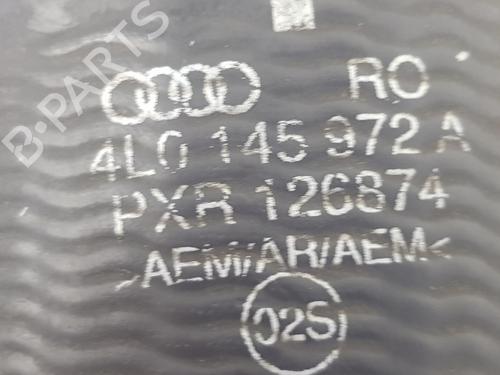 RO
4L0 145 972 A
PXR 126874
>AEM/AR/AEM<
02S
B-PARTS